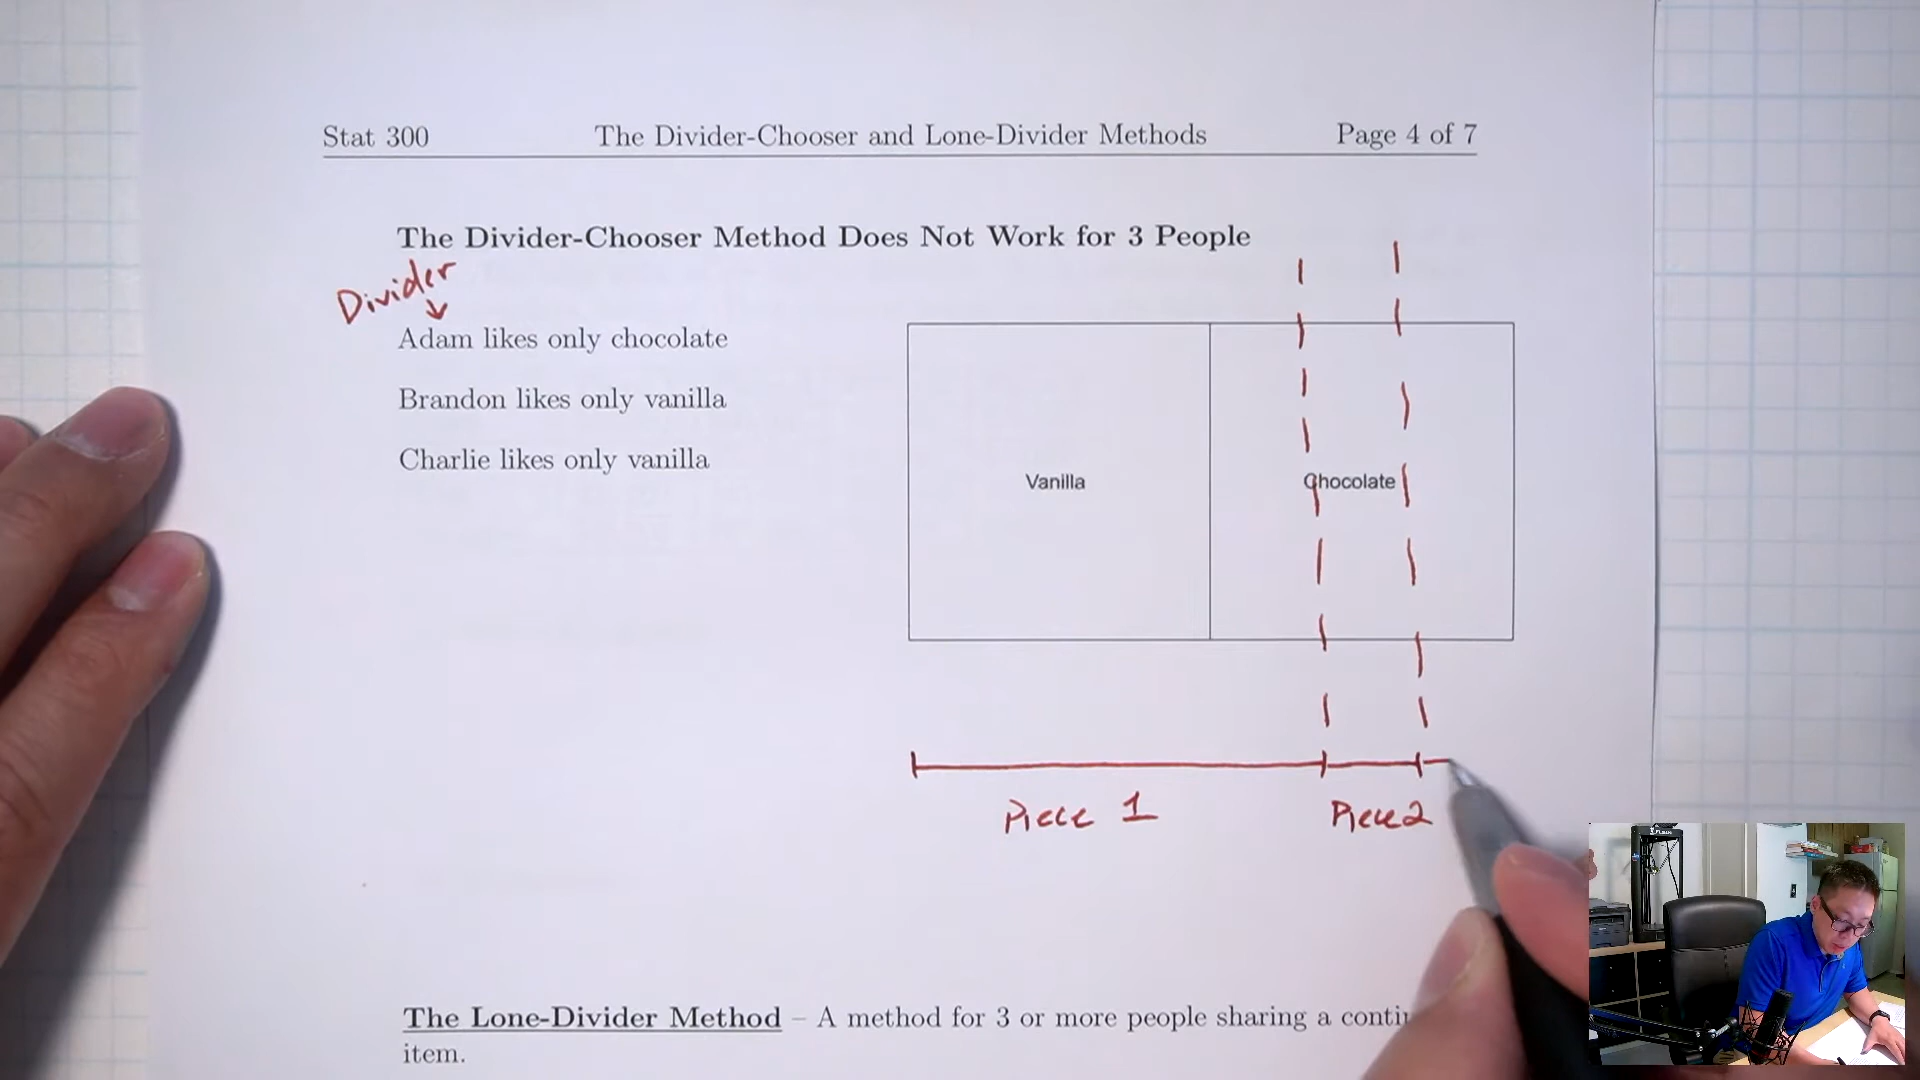 Stat 300 The Divider-Chooser and Lone-Divider Methods Page 4 of 7
The Divider-Chooser Method Does Not Work for 3 People
Divider
Adam likes only chocolate
Brandon likes only vanilla
Charlie likes only vanilla
Vanilla Chocolate
Piece 1 Piece 2
The Lone-Divider Method – A method for 3 or more people sharing a
item.